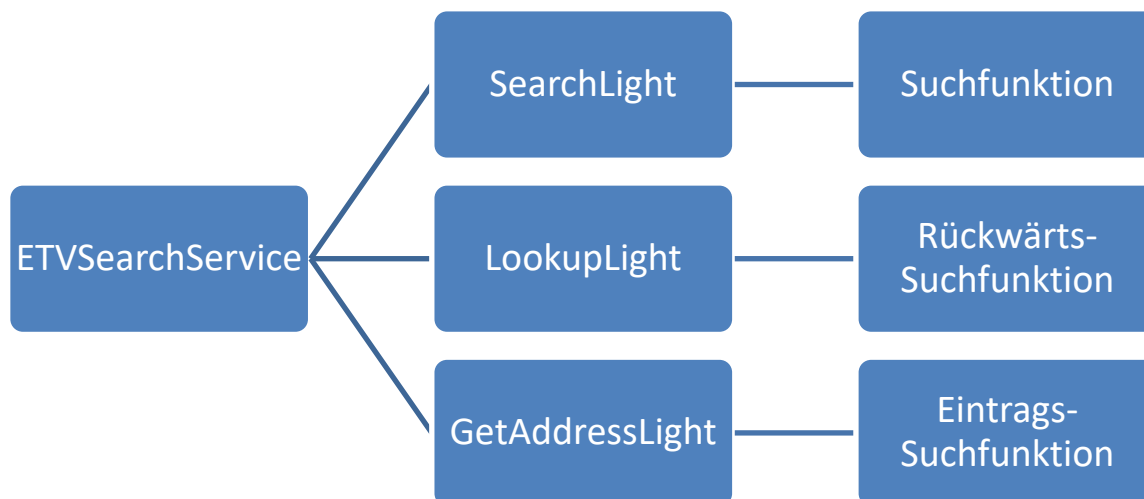 ETVSearchService
SearchLight
Suchfunktion
LookupLight
Rückwärts-
Suchfunktion
GetAddressLight
Eintrags-
Suchfunktion